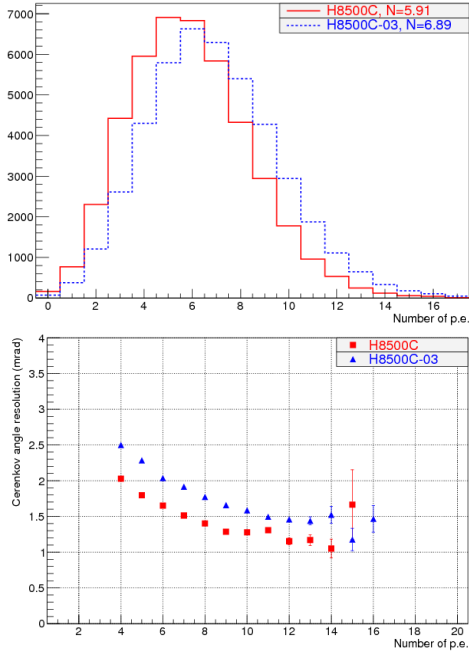 H8500C, N=5.91
H8500C-03, N=6.89
7000
6000
5000
4000
3000
2000
1000
0
0 2 4 6 8 10 12 14 16
Number of p.e.
Cerenkov angle resolution (mrad)
H8500C
H8500C-03
4
3.5
3
2.5
2
1.5
1
0.5
0
2 4 6 8 10 12 14 16 18 20
Number of p.e.